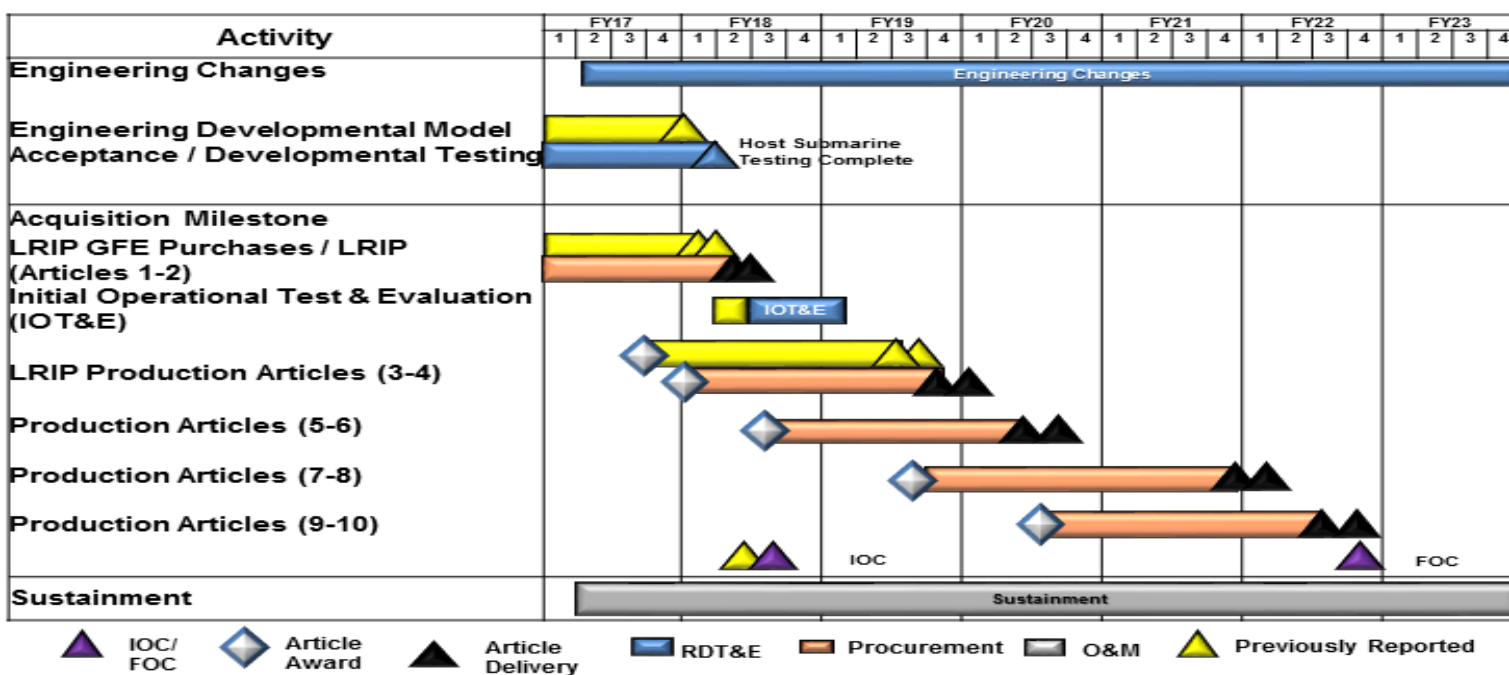 FY17 FY18 FY19 FY20 FY21 FY22 FY23
Activity
1 2 3 4 1 2 3 4 1 2 3 4 1 2 3 4 1 2 3 4 1 2 3 4 1 2 3 4
Engineering Changes
Engineering Changes
Engineering Developmental Model
Acceptance / Developmental Testing
Host Submarine
Testing Complete
Acquisition Milestone
LRIP GFE Purchases / LRIP
(Articles 1-2)
Initial Operational Test & Evaluation
(IOT&E)
IOT&E
LRIP Production Articles (3-4)
Production Articles (5-6)
Production Articles (7-8)
Production Articles (9-10)
IOC
FOC
Sustainment
Sustainment
IOC/
FOC
Article
Award
Article
Delivery
RDT&E
Procurement
O&M
Previously Reported